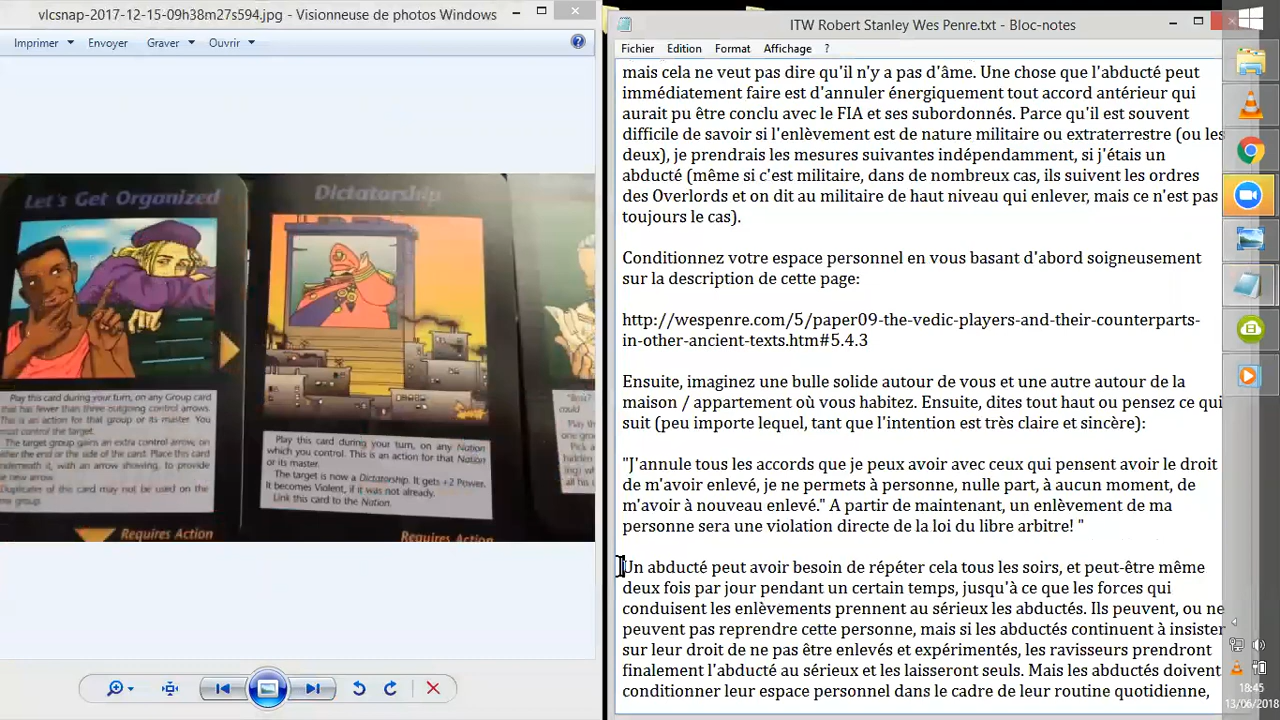 vlcsnap-2017-12-15-09h38m27s594.jpg - Visionneuse de photos Windows
Imprimer
Envoyer
Graver
Ouvrir
Let's Get Organized
Play this card during your turn, on any Group card
that has fewer than three outgoing control arrows.
This is an action for that group or its master. You
must control the target.
The target group gains an extra control arrow, on
either the end or the side of the card. Place this card
underneath it, with an arrow showing, to provide
new arrow.
Duplicates of this card may not be used on the
me group.
Requires Action
Dictatorship
Play this card during your turn, on any Nation
which you control. This is an action for that Nation
or its master.
The target is now a Dictatorship. It gets +2 Power.
It becomes Violent, if it was not already.
Link this card to the Nation.
Requires Action
could
Play th
one gro
Pick a
hidden
ing) wh
all his
ITW Robert Stanley Wes Penre.txt - Bloc-notes
Fichier
Edition
Format
Affichage
?
mais cela ne veut pas dire qu'il n'y a pas d'âme. Une chose que l'abducté peut
immédiatement faire est d'annuler énergiquement tout accord antérieur qui
aurait pu être conclu avec le FIA et ses subordonnés. Parce qu'il est souvent
difficile de savoir si l'enlèvement est de nature militaire ou extraterrestre (ou les
deux), je prendrais les mesures suivantes indépendamment, si j'étais un
abducté (même si c'est militaire, dans de nombreux cas, ils suivent les ordres
des Overlords et on dit au militaire de haut niveau qui enlever, mais ce n'est pas
toujours le cas).
Conditionnez votre espace personnel en vous basant d'abord soigneusement
sur la description de cette page:
http://wespenre.com/5/paper09-the-vedic-players-and-their-counterparts-
in-other-ancient-texts.htm#5.4.3
Ensuite, imaginez une bulle solide autour de vous et une autre autour de la
maison / appartement où vous habitez. Ensuite, dites tout haut ou pensez ce qui
suit (peu importe lequel, tant que l'intention est très claire et sincère):
"J'annule tous les accords que je peux avoir avec ceux qui pensent avoir le droit
de m'avoir enlevé, je ne permets à personne, nulle part, à aucun moment, de
m'avoir à nouveau enlevé." A partir de maintenant, un enlèvement de ma
personne sera une violation directe de la loi du libre arbitre! "
Un abducté peut avoir besoin de répéter cela tous les soirs, et peut-être même
deux fois par jour pendant un certain temps, jusqu'à ce que les forces qui
conduisent les enlèvements prennent au sérieux les abductés. Ils peuvent, ou ne
peuvent pas reprendre cette personne, mais si les abductés continuent à insister
sur leur droit de ne pas être enlevés et expérimentés, les ravisseurs prendront
finalement l'abducté au sérieux et les laisseront seuls. Mais les abductés doivent
conditionner leur espace personnel dans le cadre de leur routine quotidienne,
18:45
13/06/2018